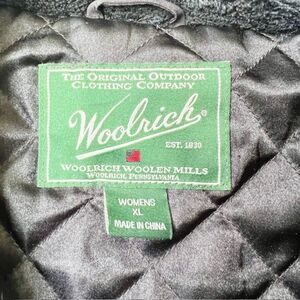 THE ORIGINAL OUTDOOR
CLOTHING COMPANY
Woolrich®
EST. 1830
WOOLRICH WOOLEN MILLS
WOOLRICH, PENNSYLVANIA
WOMENS
XL
MADE IN CHINA